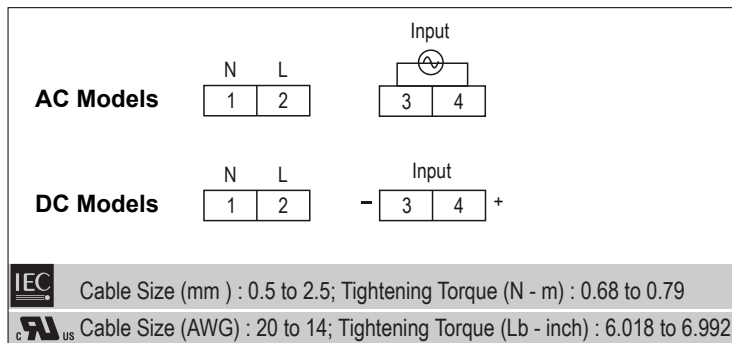 Input
N L
AC Models 1 2 3 4
N L Input
DC Models 1 2 − 3 4 +
IEC Cable Size (mm ) : 0.5 to 2.5; Tightening Torque (N - m) : 0.68 to 0.79
c RU us Cable Size (AWG) : 20 to 14; Tightening Torque (Lb - inch) : 6.018 to 6.992